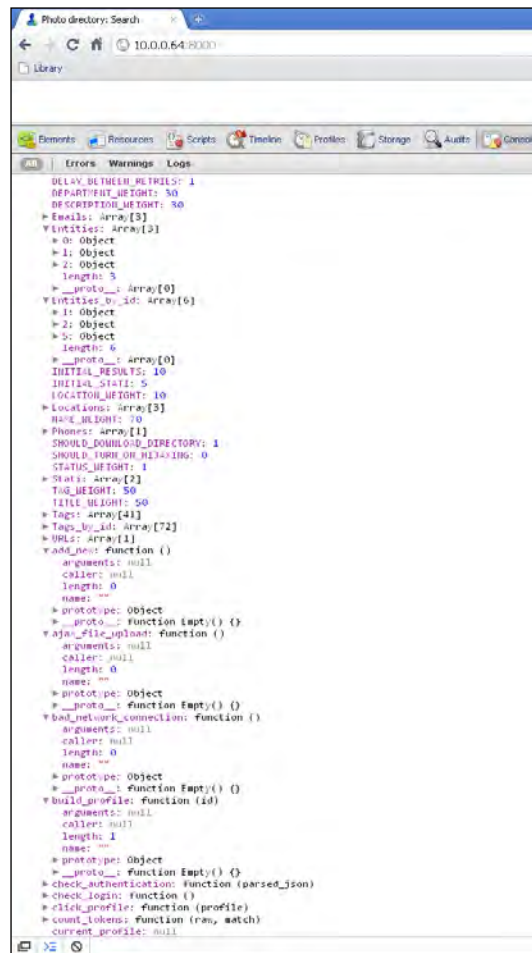 Photo directory: Search
10.0.0.64:8000
Library
Elements Resources Scripts Timeline Profiles Storage Audits Consol
All Errors Warnings Logs
DELAY_BETWEEN_RETRIES: 1
DEPARTMENT_WEIGHT: 30
DESCRIPTION_WEIGHT: 30
▶ Emails: Array[3]
▼ Entities: Array[3]
▶ 0: Object
▶ 1: Object
▶ 2: Object
length: 3
▶ __proto__: Array[0]
▼ Entities_by_id: Array[6]
▶ 1: Object
▶ 2: Object
▶ 5: Object
length: 6
▶ __proto__: Array[0]
INITIAL_RESULTS: 10
INITIAL_STATI: 5
LOCATION_WEIGHT: 10
▶ Locations: Array[3]
NAME_WEIGHT: 70
▶ Phones: Array[1]
SHOULD_DOWNLOAD_DIRECTORY: 1
SHOULD_TURN_ON_HIJAXING: 0
STATUS_WEIGHT: 1
▶ Stati: Array[2]
TAG_WEIGHT: 50
TITLE_WEIGHT: 50
▶ Tags: Array[41]
▶ Tags_by_id: Array[72]
▶ URLs: Array[1]
▼ add_new: function ()
arguments: null
caller: null
length: 0
name: ""
▶ prototype: Object
▶ __proto__: function Empty() {}
▼ ajax_file_upload: function ()
arguments: null
caller: null
length: 0
name: ""
▶ prototype: Object
▶ __proto__: function Empty() {}
▼ bad_network_connection: function ()
arguments: null
caller: null
length: 0
name: ""
▶ prototype: Object
▶ __proto__: function Empty() {}
▼ build_profile: function (id)
arguments: null
caller: null
length: 1
name: ""
▶ prototype: Object
▶ __proto__: function Empty() {}
▶ check_authentication: function (parsed_json)
▶ check_login: function ()
▶ click_profile: function (profile)
▶ count_tokens: function (raw, match)
current_profile: null